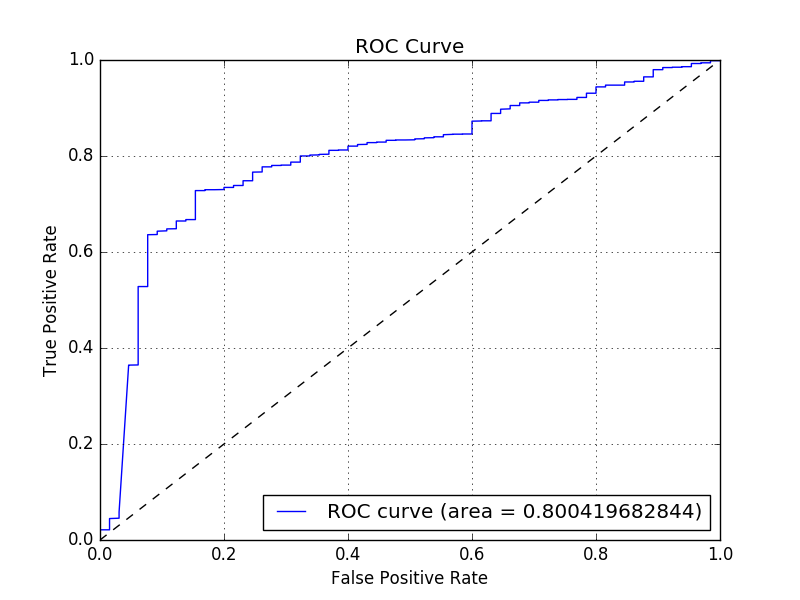 ROC Curve
1.0
0.8
0.6
0.4
0.2
0.0
True Positive Rate
ROC curve (area = 0.800419682844)
0.0 0.2 0.4 0.6 0.8 1.0
False Positive Rate